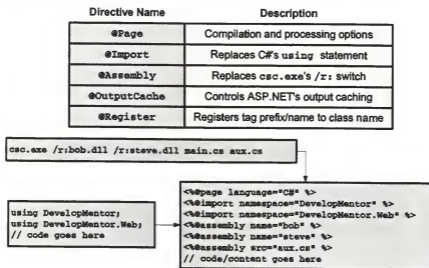 Directive Name Description
@Page Compilation and processing options
@Import Replaces C#'s using statement
@Assembly Replaces csc.exe's /r: switch
@OutputCache Controls ASP.NET's output caching
@Register Registers tag prefix/name to class name
csc.exe /r:bob.dll /r:steve.dll main.cs aux.cs
using DevelopMentor;
using DevelopMentor.Web;
// code goes here
<%@page language="C#" %>
<%@import namespace="DevelopMentor" %>
<%@import namespace="DevelopMentor.Web" %>
<%@assembly name="bob" %>
<%@assembly name="steve" %>
<%@assembly src="aux.cs" %>
// code/content goes here